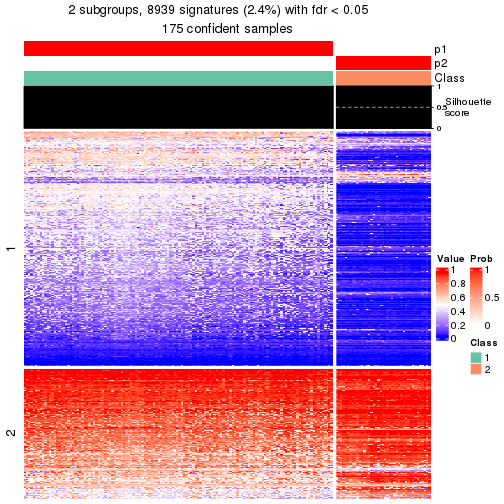 2 subgroups, 8939 signatures (2.4%) with fdr < 0.05
175 confident samples
p1
p2
Class
1
0.5
0
Silhouette
score
1
2
Value
1
0.8
0.6
0.4
0.2
0
Prob
1
0.5
0
Class
1
2